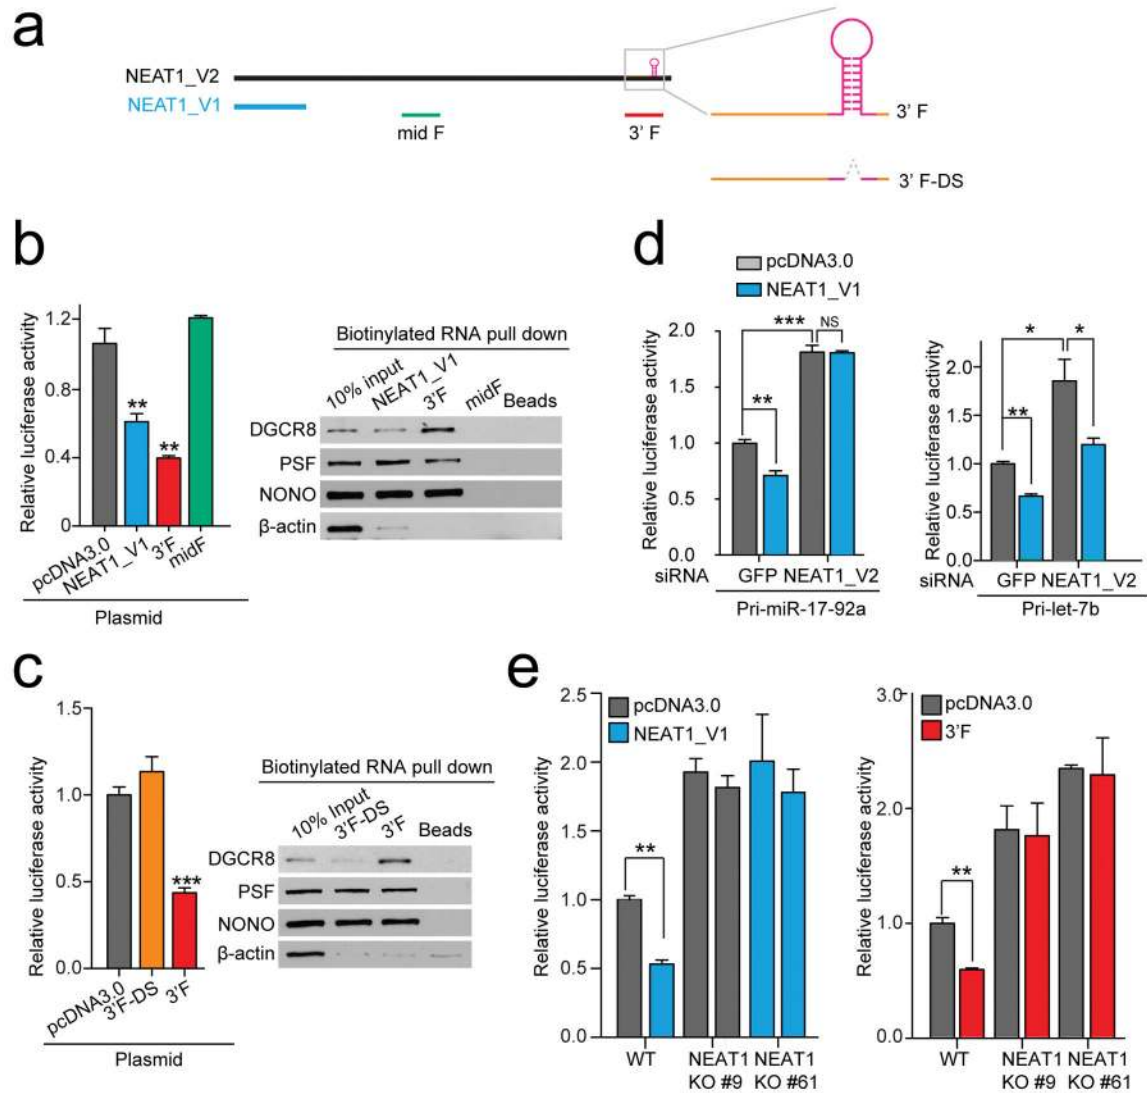 a
NEAT1_V2
NEAT1_V1
mid F
3' F
3' F
3' F-DS
b
Relative luciferase activity
1.2
0.8
0.4
0
**
**
pcDNA3.0
NEAT1_V1
3'F
midF
Plasmid
Biotinylated RNA pull down
10% input
NEAT1_V1
3'F
midF
Beads
DGCR8
PSF
NONO
β-actin
d
pcDNA3.0
NEAT1_V1
Relative luciferase activity
2.0
1.5
1.0
0.5
0.0
***
NS
**
siRNA
GFP
NEAT1_V2
Pri-miR-17-92a
Relative luciferase activity
2.0
1.5
1.0
0.5
0.0
*
*
**
siRNA
GFP
NEAT1_V2
Pri-let-7b
c
Relative luciferase activity
1.5
1.0
0.5
0.0
***
pcDNA3.0
3'F-DS
3'F
Plasmid
Biotinylated RNA pull down
10% Input
3'F-DS
3'F
Beads
DGCR8
PSF
NONO
β-actin
e
Relative luciferase activity
2.5
2.0
1.5
1.0
0.5
0.0
pcDNA3.0
NEAT1_V1
**
WT
NEAT1 KO #9
NEAT1 KO #61
Relative luciferase activity
3.0
2.0
1.0
0.0
pcDNA3.0
3'F
**
WT
NEAT1 KO #9
NEAT1 KO #61